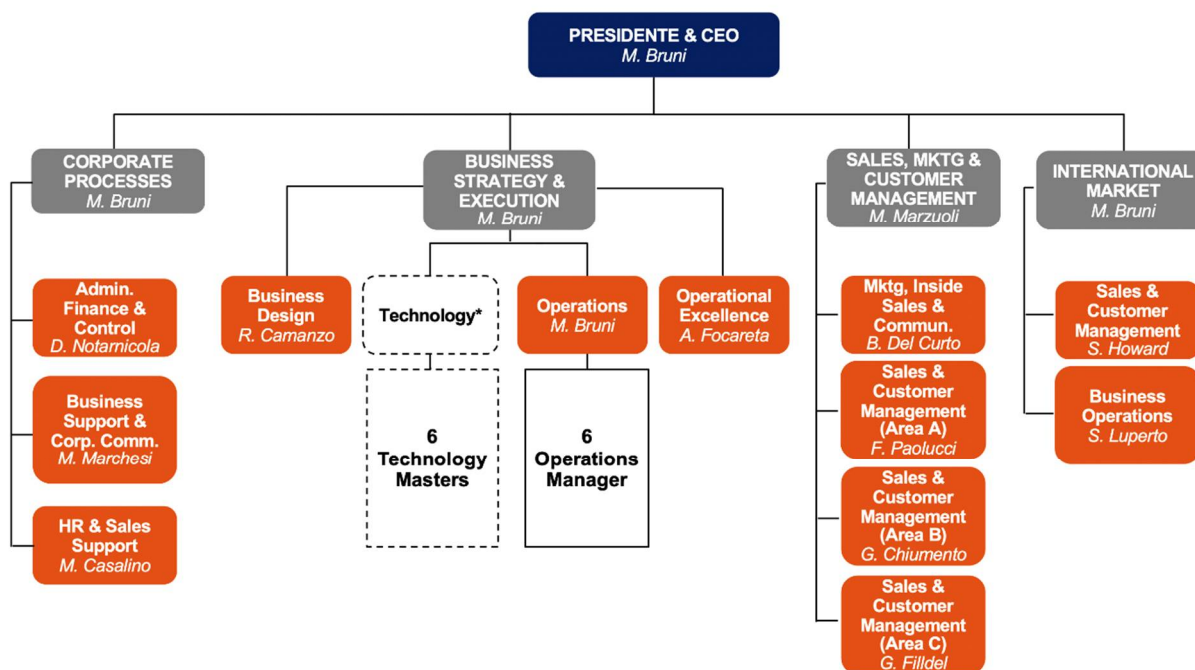 PRESIDENTE & CEO
M. Bruni
CORPORATE
PROCESSES
M. Bruni
Admin.
Finance &
Control
D. Notarnicola
Business
Support &
Corp. Comm.
M. Marchesi
HR & Sales
Support
M. Casalino
BUSINESS
STRATEGY &
EXECUTION
M. Bruni
Business
Design
R. Camanzo
Technology*
6
Technology
Masters
Operations
M. Bruni
6
Operations
Manager
Operational
Excellence
A. Focareta
SALES, MKTG &
CUSTOMER
MANAGEMENT
M. Marzuoli
Mktg, Inside
Sales &
Commun.
B. Del Curto
Sales &
Customer
Management
(Area A)
F. Paolucci
Sales &
Customer
Management
(Area B)
G. Chiumento
Sales &
Customer
Management
(Area C)
G. Filldel
INTERNATIONAL
MARKET
M. Bruni
Sales &
Customer
Management
S. Howard
Business
Operations
S. Luperto